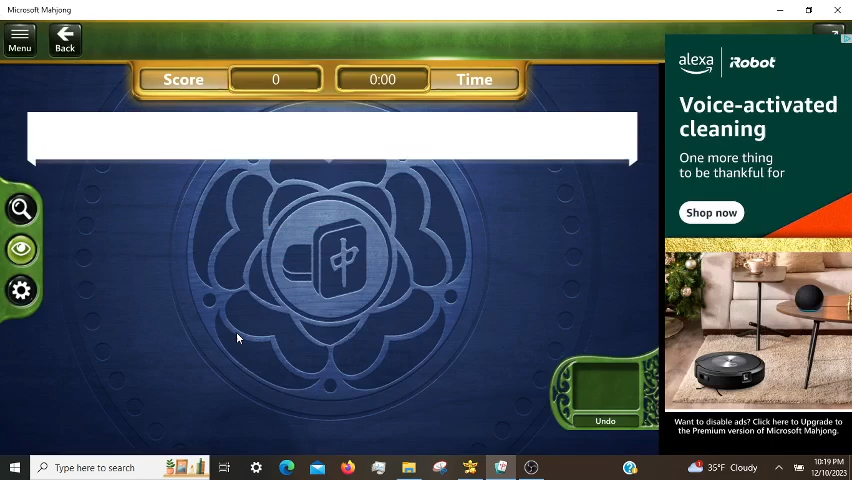 Microsoft Mahjong
Menu
Back
Score
0
0:00
Time
alexa
iRobot
Voice-activated
cleaning
One more thing
to be thankful for
Shop now
中
Undo
Want to disable ads? Click here to Upgrade to
the Premium version of Microsoft Mahjong.
Type here to search
35°F Cloudy
10:19 PM
12/10/2023